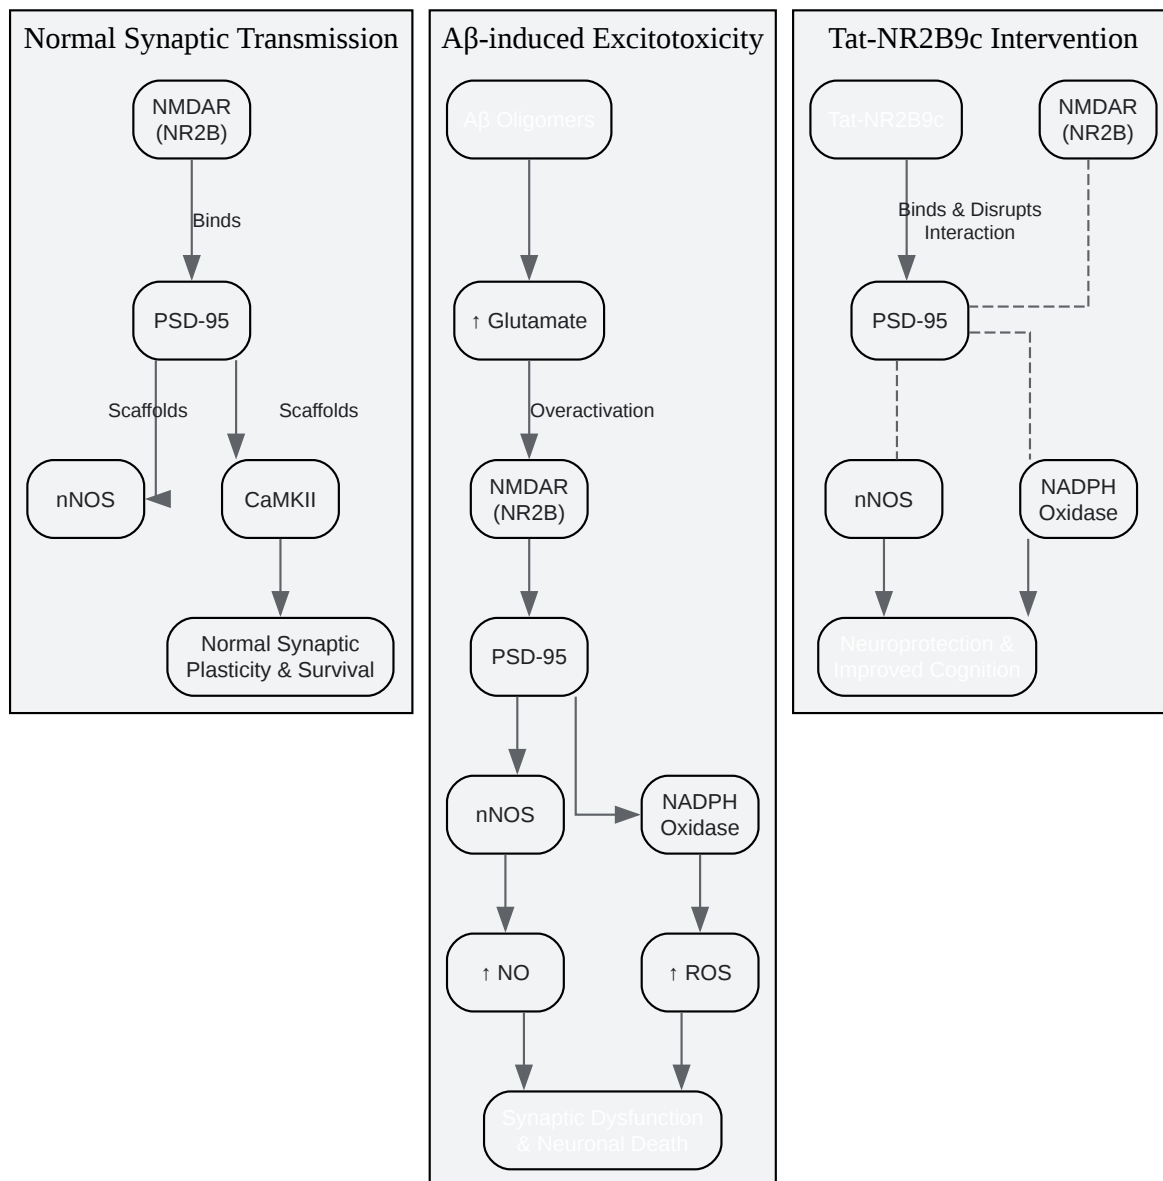 Normal Synaptic Transmission
NMDAR
(NR2B)
Binds
PSD-95
Scaffolds
Scaffolds
nNOS
CaMKII
Normal Synaptic
Plasticity & Survival
Aβ-induced Excitotoxicity
Aβ Oligomers
↑ Glutamate
Overactivation
NMDAR
(NR2B)
PSD-95
nNOS
NADPH
Oxidase
↑ NO
↑ ROS
Synaptic Dysfunction
& Neuronal Death
Tat-NR2B9c Intervention
Tat-NR2B9c
NMDAR
(NR2B)
Binds & Disrupts
Interaction
PSD-95
nNOS
NADPH
Oxidase
Neuroprotection &
Improved Cognition